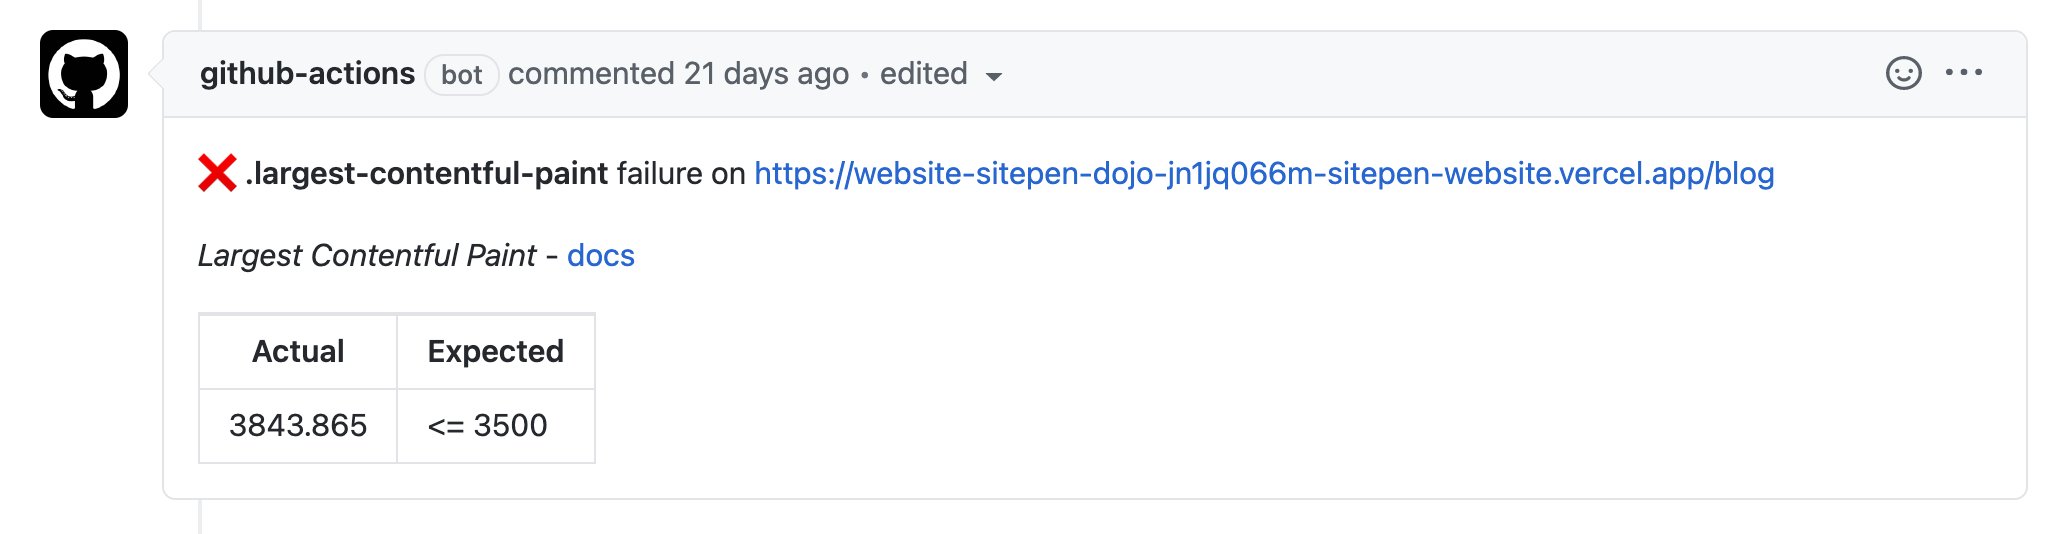 github-actions bot commented 21 days ago • edited
❌ .largest-contentful-paint failure on https://website-sitepen-dojo-jn1jq066m-sitepen-website.vercel.app/blog
Largest Contentful Paint - docs
Actual Expected
3843.865 <= 3500